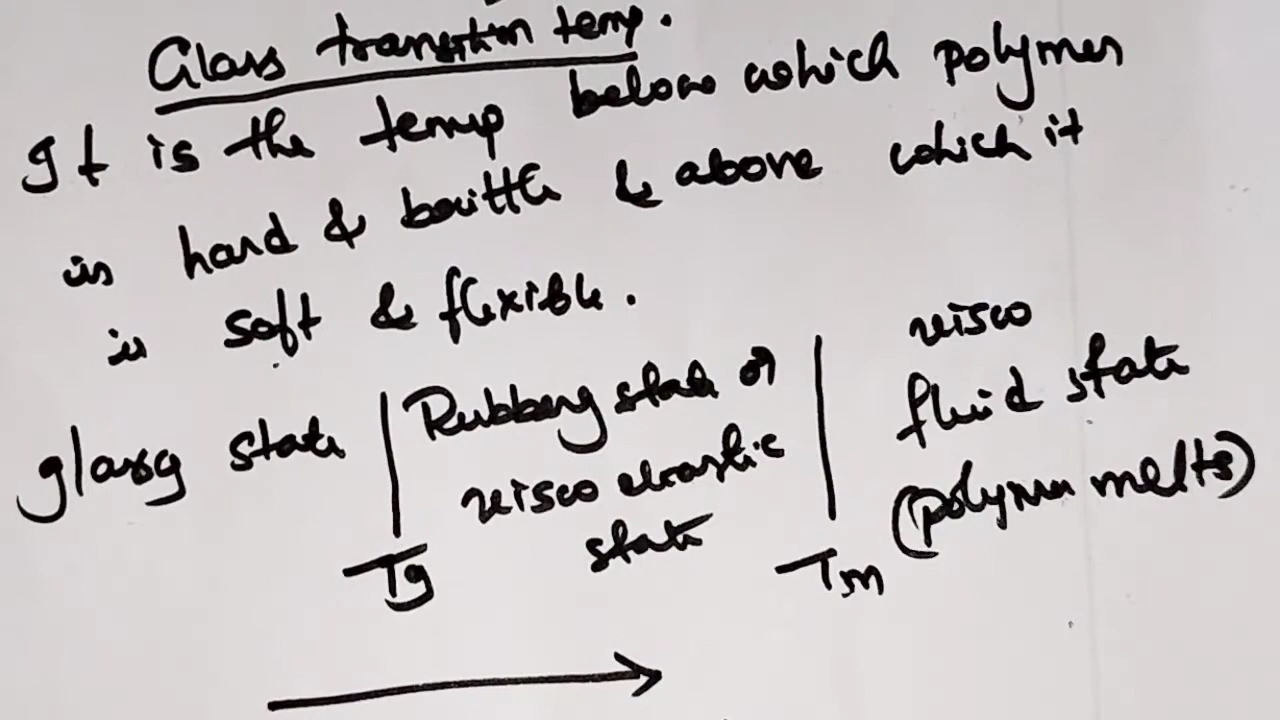 Glass transition temp.
It is the temp below which polymer
is hard & brittle & above which it
is soft & flexible.
glassy state | Rubbery state or visco elastic state | visco fluid state (polymer melts)
Tg Tm